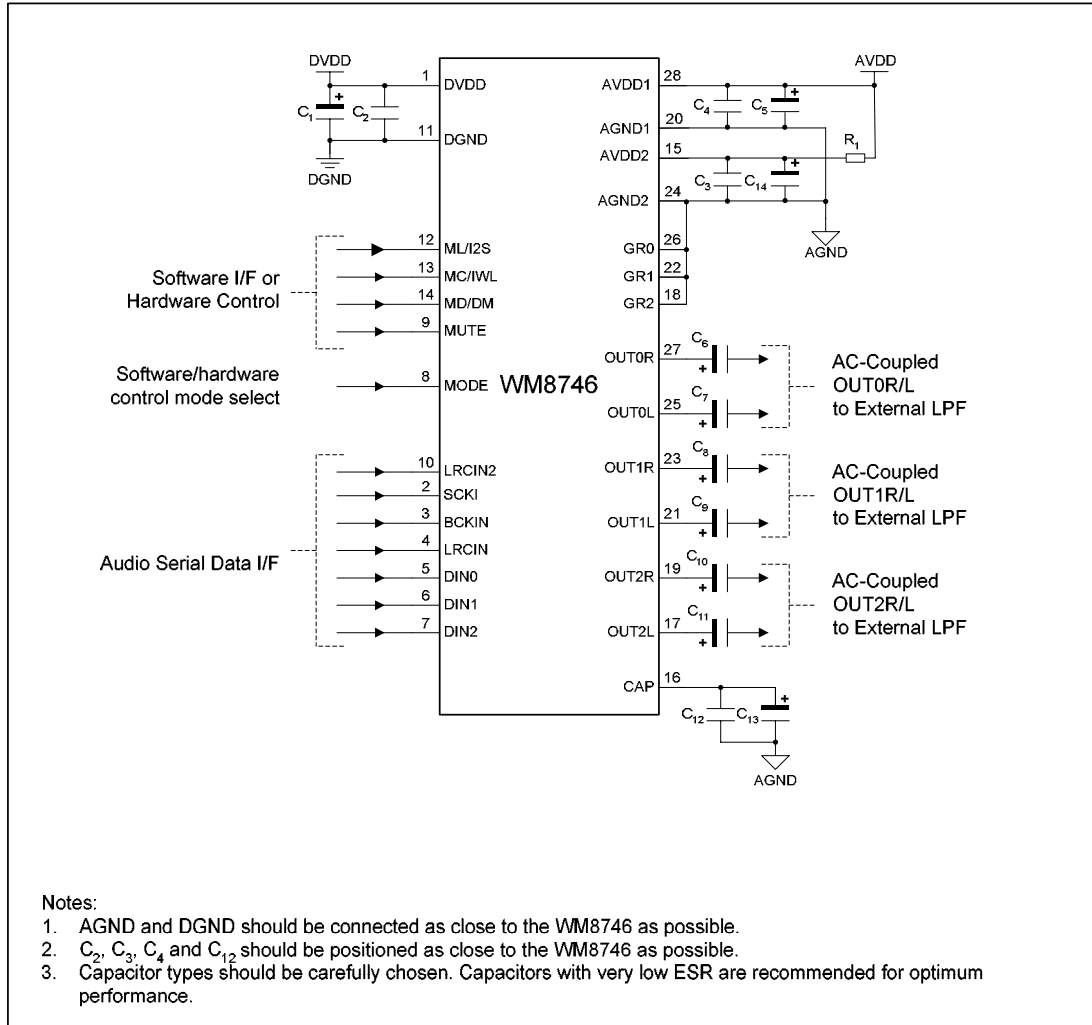 DVDD
C1
+
C2
DGND
1
DVDD
11
DGND
12
ML/I2S
13
MC/IWL
14
MD/DM
9
MUTE
Software I/F or
Hardware Control
8
MODE
Software/hardware
control mode select
10
LRCIN2
2
SCKI
3
BCKIN
4
LRCIN
5
DIN0
6
DIN1
7
DIN2
Audio Serial Data I/F
WM8746
AVDD
AVDD1
28
C4
C5
+
AGND1
20
AVDD2
15
R1
C3
C14
+
AGND2
24
AGND
GR0
26
GR1
22
GR2
18
OUT0R
27
C6
+
OUT0L
25
C7
+
AC-Coupled
OUT0R/L
to External LPF
OUT1R
23
C8
+
OUT1L
21
C9
+
AC-Coupled
OUT1R/L
to External LPF
OUT2R
19
C10
+
OUT2L
17
C11
+
AC-Coupled
OUT2R/L
to External LPF
CAP
16
C12
C13
+
AGND
Notes:
1. AGND and DGND should be connected as close to the WM8746 as possible.
2. C2, C3, C4 and C12 should be positioned as close to the WM8746 as possible.
3. Capacitor types should be carefully chosen. Capacitors with very low ESR are recommended for optimum
performance.